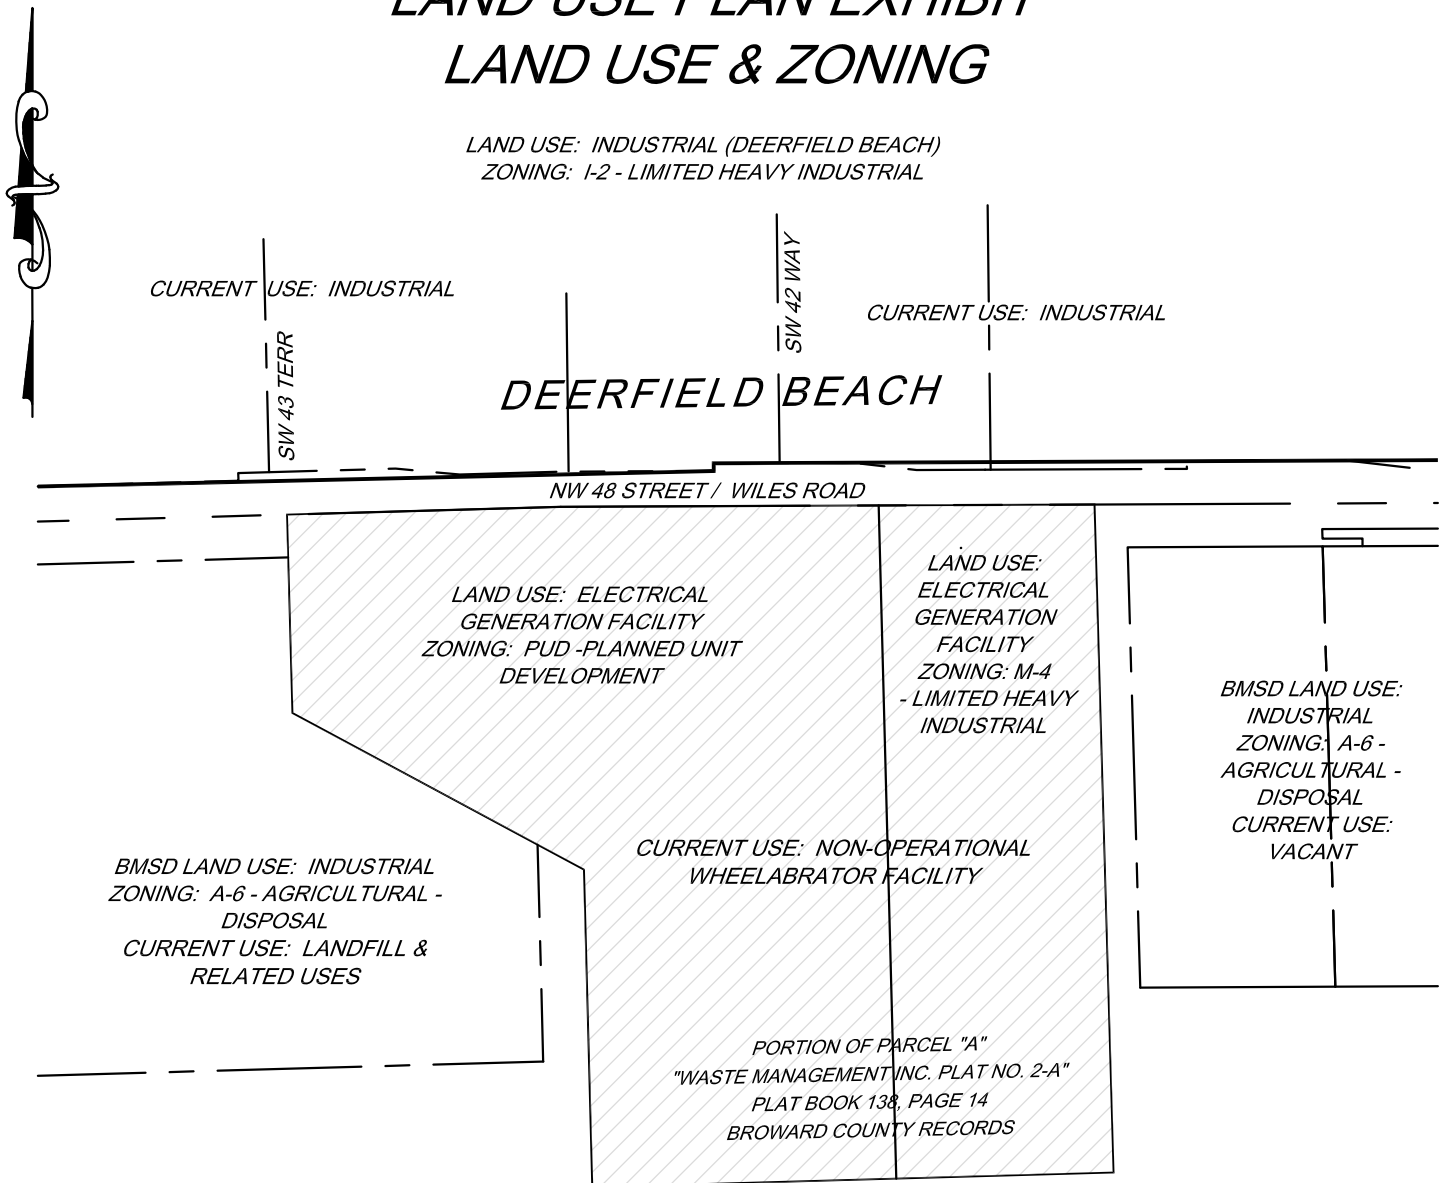 LAND USE PLAN EXHIBIT
LAND USE & ZONING
LAND USE: INDUSTRIAL (DEERFIELD BEACH)
ZONING: I-2 - LIMITED HEAVY INDUSTRIAL
CURRENT USE: INDUSTRIAL
SW 43 TERR
SW 42 WAY
CURRENT USE: INDUSTRIAL
DEERFIELD BEACH
NW 48 STREET / WILES ROAD
LAND USE: ELECTRICAL
GENERATION FACILITY
ZONING: PUD -PLANNED UNIT
DEVELOPMENT
LAND USE:
ELECTRICAL
GENERATION
FACILITY
ZONING: M-4
- LIMITED HEAVY
INDUSTRIAL
BMSD LAND USE:
INDUSTRIAL
ZONING: A-6 -
AGRICULTURAL -
DISPOSAL
CURRENT USE:
VACANT
CURRENT USE: NON-OPERATIONAL
WHEELABRATOR FACILITY
BMSD LAND USE: INDUSTRIAL
ZONING: A-6 - AGRICULTURAL -
DISPOSAL
CURRENT USE: LANDFILL &
RELATED USES
PORTION OF PARCEL "A"
"WASTE MANAGEMENT INC. PLAT NO. 2-A"
PLAT BOOK 138, PAGE 14
BROWARD COUNTY RECORDS